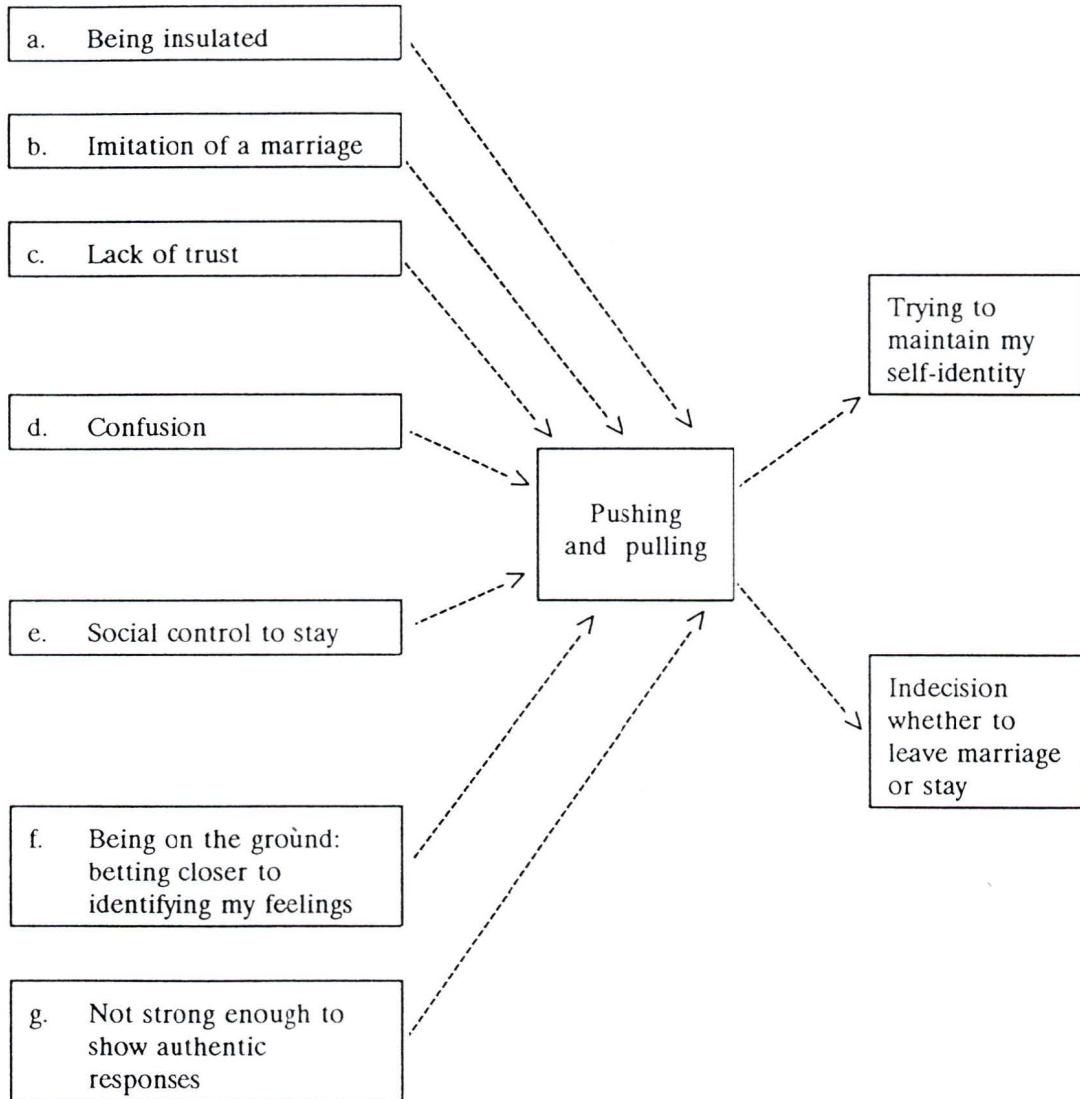 a. Being insulated
b. Imitation of a marriage
c. Lack of trust
Trying to
maintain my
self-identity
d. Confusion
Pushing
and pulling
e. Social control to stay
Indecision
whether to
leave marriage
or stay
f. Being on the ground:
betting closer to
identifying my feelings
g. Not strong enough to
show authentic
responses